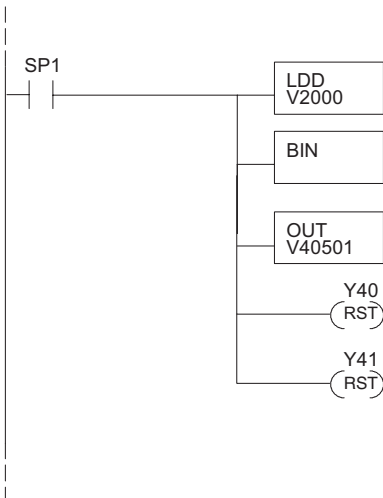 SP1
LDD
V2000
BIN
OUT
V40501
Y40
RST
Y41
RST